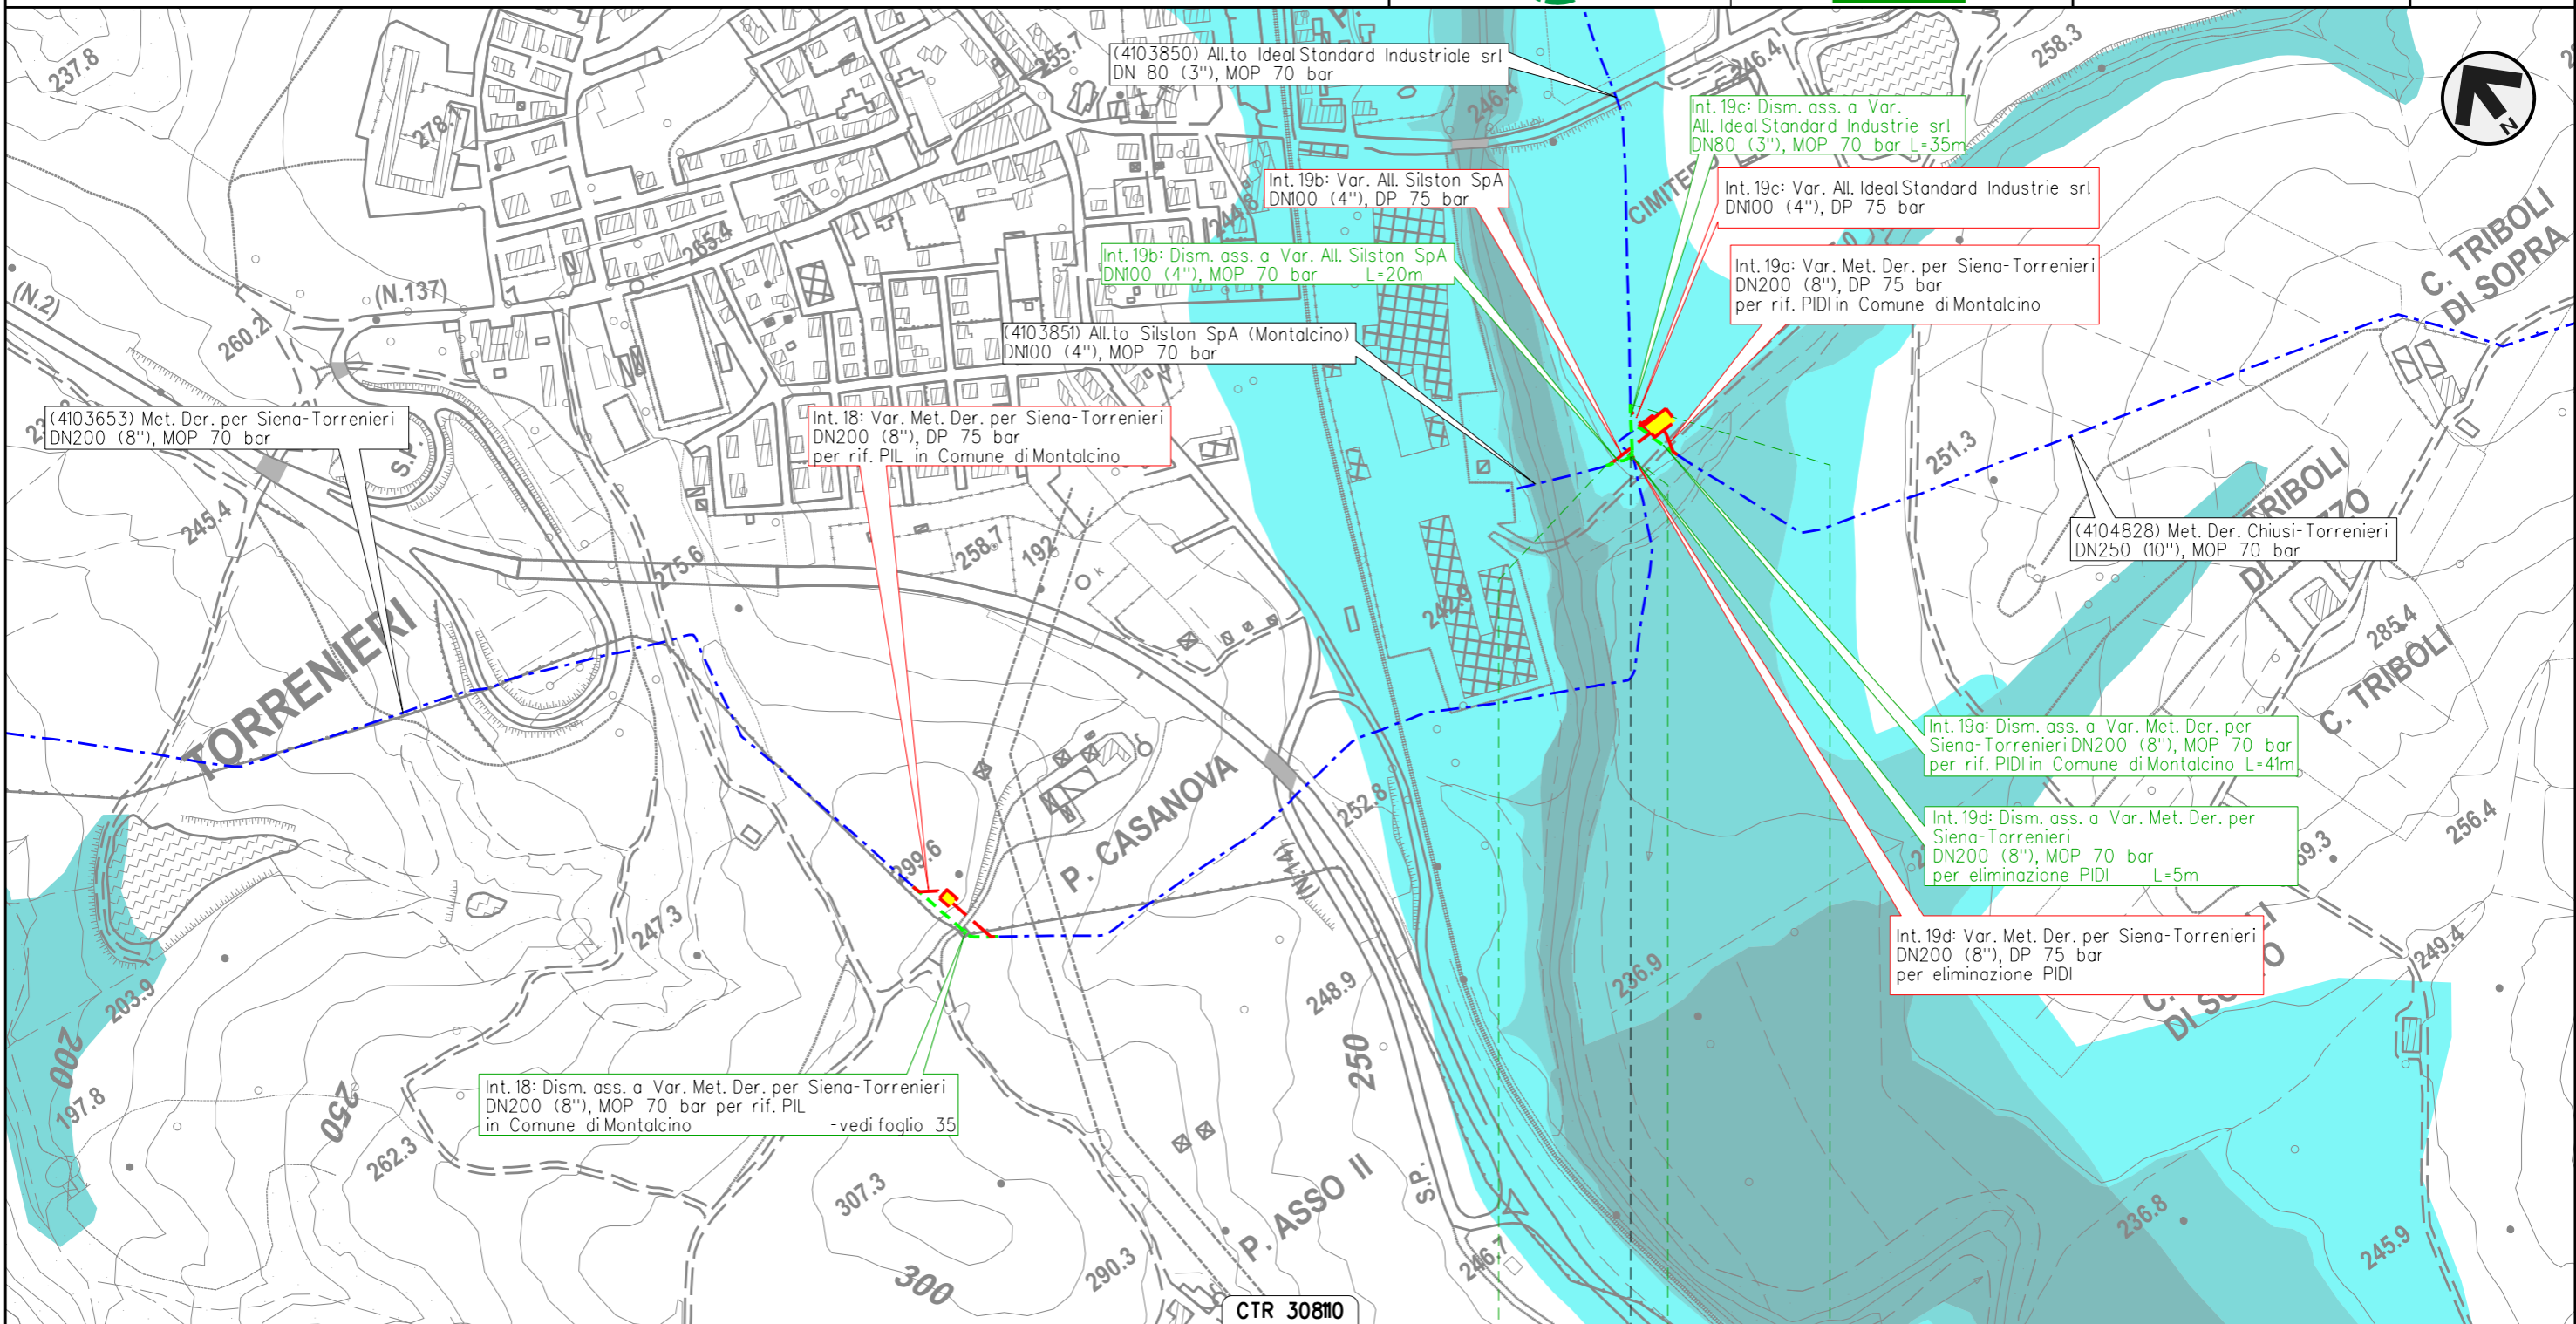 237.8
278.1
255.7
(4103850) All.to Ideal Standard Industriale srl
DN 80 (3"), MOP 70 bar
246.4
246.4
258.3
N
Int. 19c: Dism. ass. a Var.
All. Ideal Standard Industrie srl
DN80 (3"), MOP 70 bar L=35m
Int. 19b: Var. All. Silston SpA
DN100 (4"), DP 75 bar
Int. 19c: Var. All. Ideal Standard Industrie srl
DN100 (4"), DP 75 bar
244.8
265.4
Int. 19b: Dism. ass. a Var. All. Silston SpA
DN100 (4"), MOP 70 bar L=20m
Int. 19a: Var. Met. Der. per Siena-Torrenieri
DN200 (8"), DP 75 bar
per rif. PIDI in Comune di Montalcino
C. TRIBOLI
DI SOPRA
(N.2)
(N.137)
260.2
(4103851) All.to Silston SpA (Montalcino)
DN100 (4"), MOP 70 bar
(4103653) Met. Der. per Siena-Torrenieri
DN200 (8"), MOP 70 bar
Int. 18: Var. Met. Der. per Siena-Torrenieri
DN200 (8"), DP 75 bar
per rif. PIL in Comune di Montalcino
S.P.
251.3
245.4
258.7
192
k
275.6
TRIBOLI
(4104828) Met. Der. Chiusi-Torrenieri
DN250 (10"), MOP 70 bar
242.9
285.4
C. TRIBOLI
TORRENIERI
Int. 19a: Dism. ass. a Var. Met. Der. per
Siena-Torrenieri DN200 (8"), MOP 70 bar
per rif. PIDI in Comune di Montalcino L=41m
P. CASANOVA
252.8
Int. 19d: Dism. ass. a Var. Met. Der. per
Siena-Torrenieri
DN200 (8"), MOP 70 bar
per eliminazione PIDI L=5m
256.4
299.6
(N.144)
247.3
Int. 19d: Var. Met. Der. per Siena-Torrenieri
DN200 (8"), DP 75 bar
per eliminazione PIDI
249.4
236.9
248.9
203.9
200
197.8
250
250
262.3
Int. 18: Dism. ass. a Var. Met. Der. per Siena-Torrenieri
DN200 (8"), MOP 70 bar per rif. PIL
in Comune di Montalcino -vedi foglio 35
307.3
P. ASSO II
S.P.
236.8
245.9
246.7
290.3
300
CTR 308110